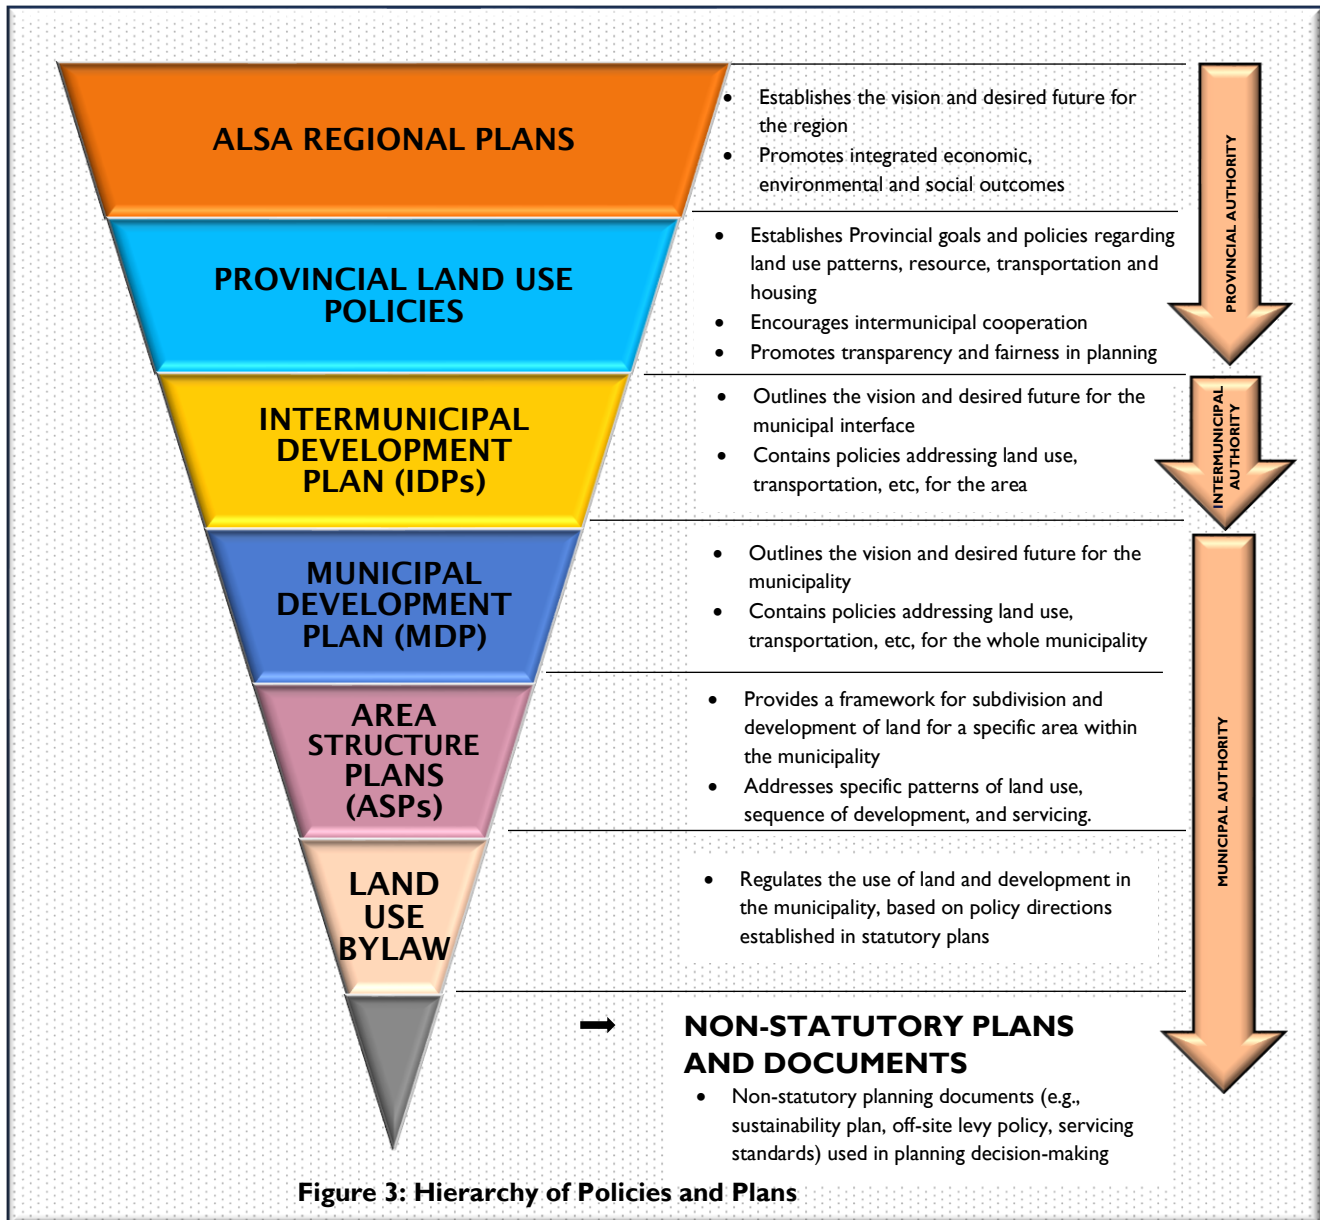 ALSA REGIONAL PLANS
• Establishes the vision and desired future for
the region
• Promotes integrated economic,
environmental and social outcomes
PROVINCIAL LAND USE
POLICIES
• Establishes Provincial goals and policies regarding
land use patterns, resource, transportation and
housing
• Encourages intermunicipal cooperation
• Promotes transparency and fairness in planning
PROVINCIAL AUTHORITY
INTERMUNICIPAL
DEVELOPMENT
PLAN (IDPs)
• Outlines the vision and desired future for the
municipal interface
• Contains policies addressing land use,
transportation, etc, for the area
INTERMUNICIPAL
AUTHORITY
MUNICIPAL
DEVELOPMENT
PLAN (MDP)
• Outlines the vision and desired future for the
municipality
• Contains policies addressing land use,
transportation, etc, for the whole municipality
AREA
STRUCTURE
PLANS
(ASPs)
• Provides a framework for subdivision and
development of land for a specific area within
the municipality
• Addresses specific patterns of land use,
sequence of development, and servicing.
LAND
USE
BYLAW
• Regulates the use of land and development in
the municipality, based on policy directions
established in statutory plans
MUNICIPAL AUTHORITY
NON-STATUTORY PLANS
AND DOCUMENTS
• Non-statutory planning documents (e.g.,
sustainability plan, off-site levy policy, servicing
standards) used in planning decision-making
Figure 3: Hierarchy of Policies and Plans